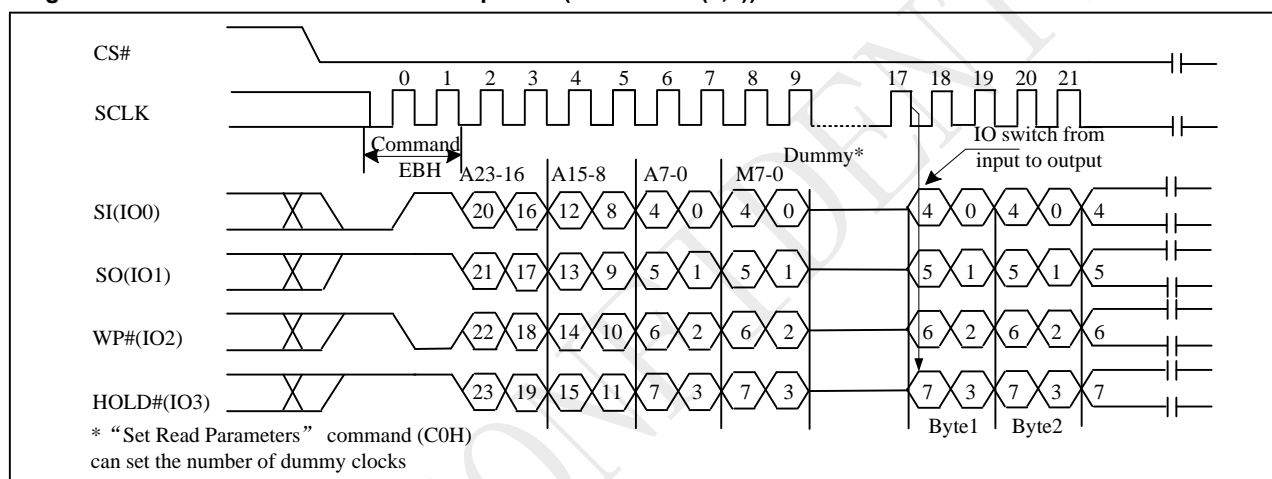 CS#
0 1 2 3 4 5 6 7 8 9 17 18 19 20 21
SCLK
Command
EBH
IO switch from
input to output
Dummy*
A23-16 A15-8 A7-0 M7-0
SI(IO0) 20 16 12 8 4 0 4 0 4 0 4 0 4
SO(IO1) 21 17 13 9 5 1 5 1 5 1 5 1 5
WP#(IO2) 22 18 14 10 6 2 6 2 6 2 6 2 6
HOLD#(IO3) 23 19 15 11 7 3 7 3 7 3 7 3 7
Byte1 Byte2
* “Set Read Parameters” command (C0H)
can set the number of dummy clocks